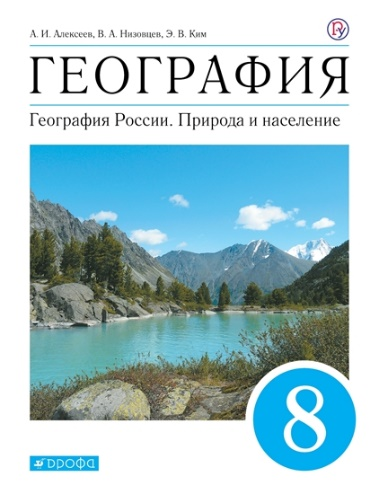 А. И. Алексеев, В. А. Низовцев, Э. В. Ким
ГЕОГРАФИЯ
География России. Природа и население
8
ДРОФА